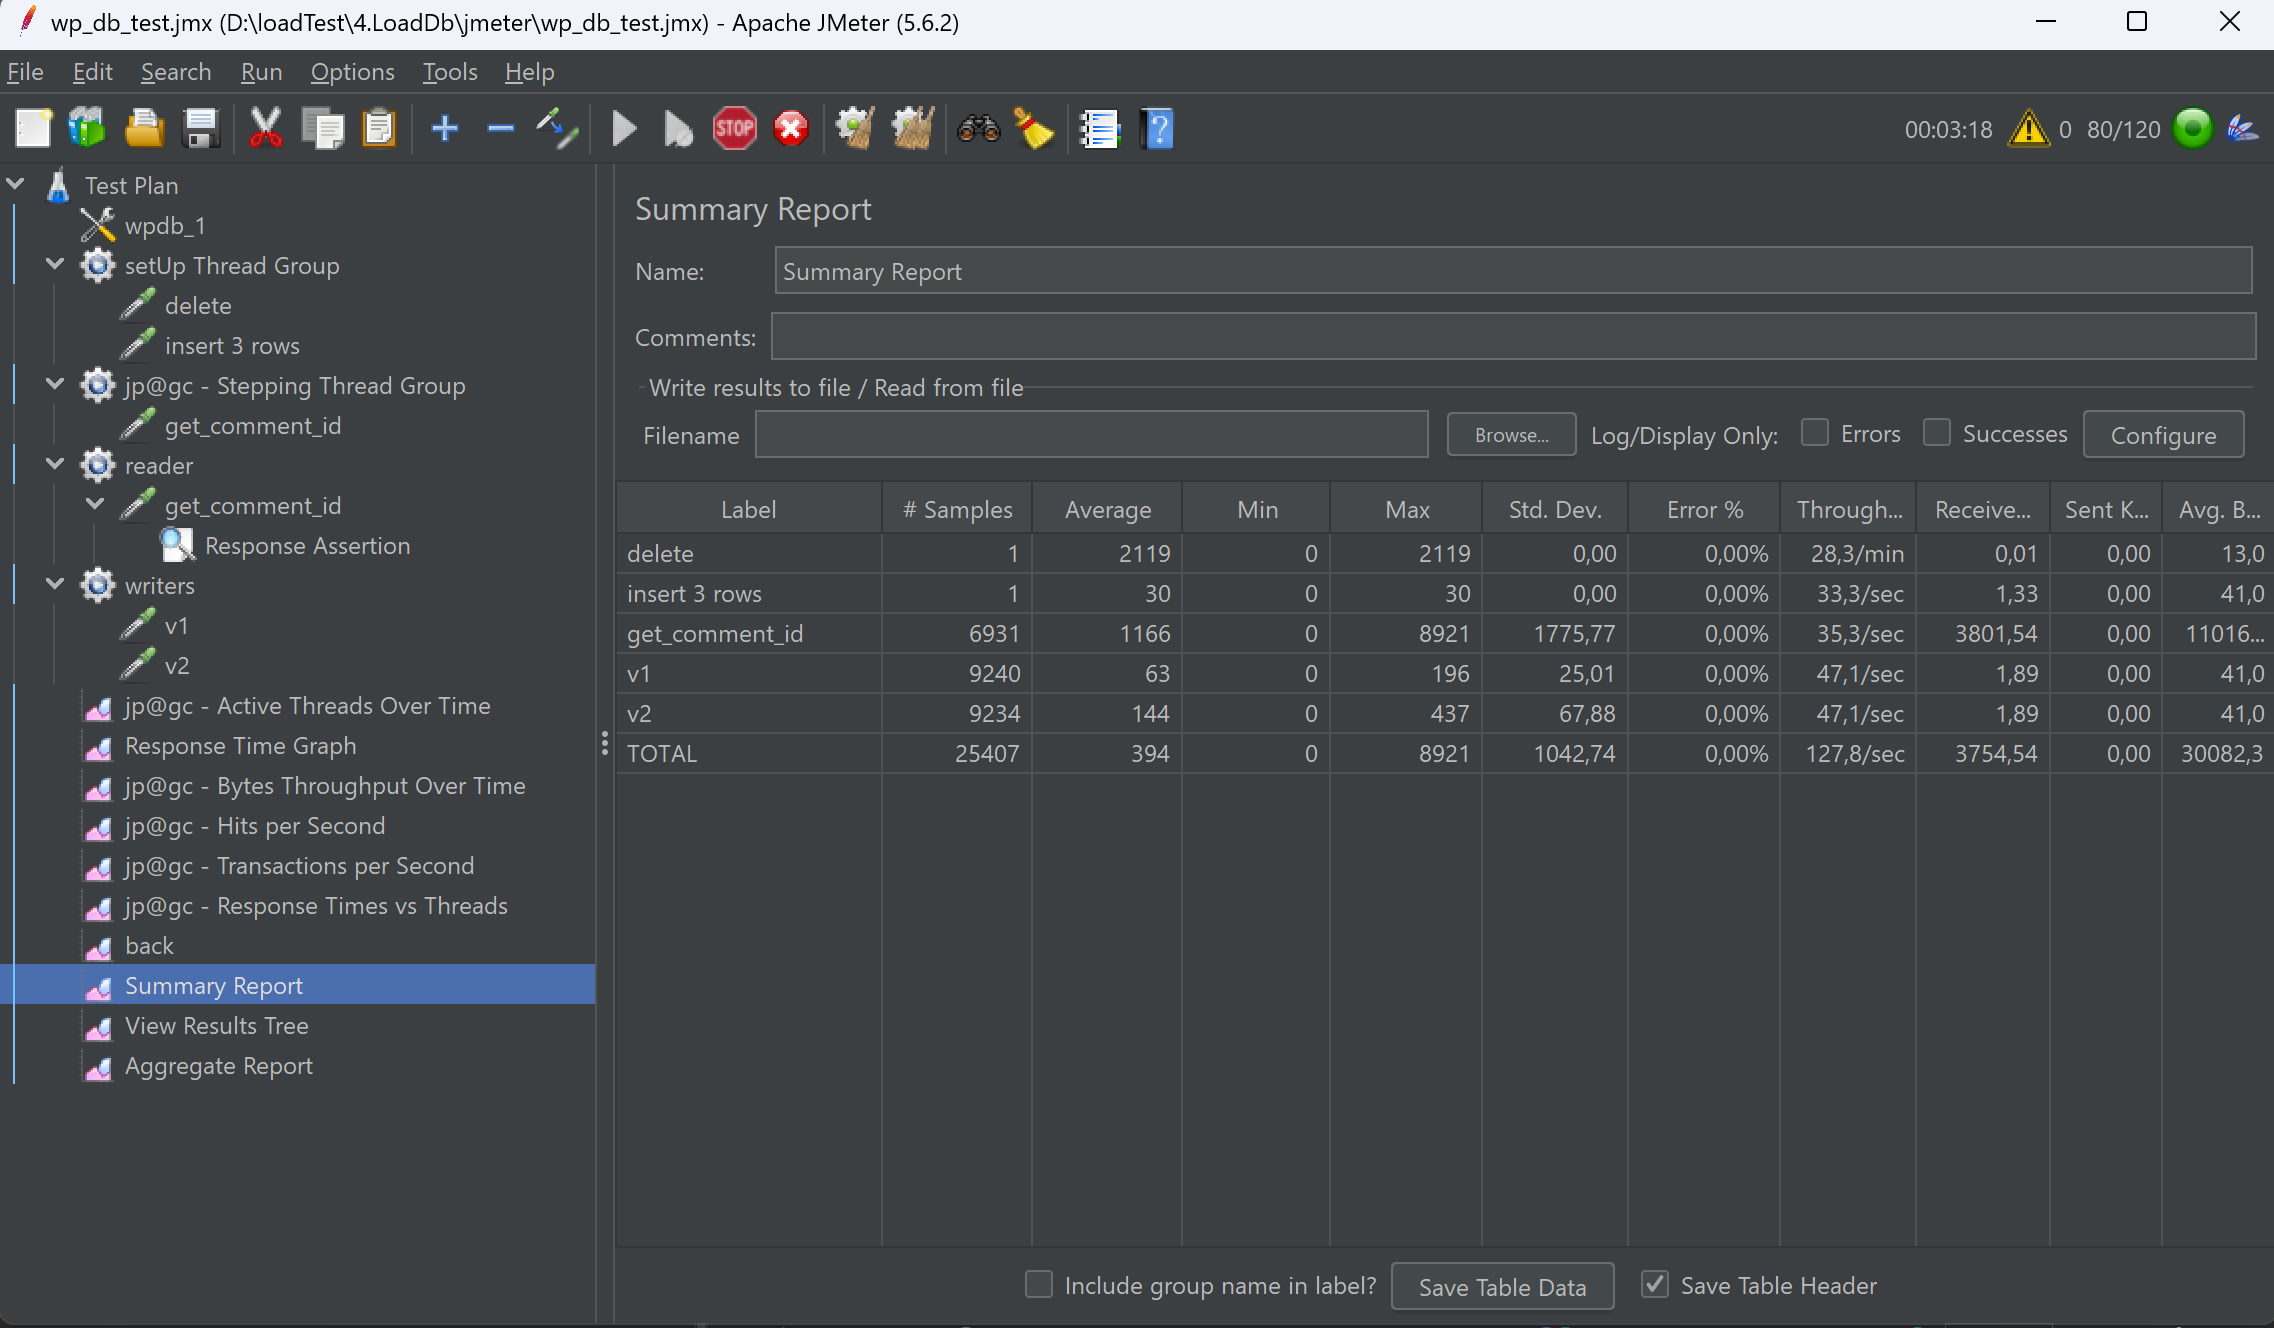 wp_db_test.jmx (D:\loadTest\4.LoadDb\jmeter\wp_db_test.jmx) - Apache JMeter (5.6.2)
File Edit Search Run Options Tools Help
STOP 00:03:18 0 80/120
Test Plan
wpdb_1
setUp Thread Group
delete
insert 3 rows
jp@gc - Stepping Thread Group
get_comment_id
reader
get_comment_id
Response Assertion
writers
v1
v2
jp@gc - Active Threads Over Time
Response Time Graph
jp@gc - Bytes Throughput Over Time
jp@gc - Hits per Second
jp@gc - Transactions per Second
jp@gc - Response Times vs Threads
back
Summary Report
View Results Tree
Aggregate Report
Summary Report
Name: Summary Report
Comments:
Write results to file / Read from file
Filename Browse... Log/Display Only: Errors Successes Configure
Label # Samples Average Min Max Std. Dev. Error % Through... Receive... Sent K... Avg. B...
delete 1 2119 0 2119 0,00 0,00% 28,3/min 0,01 0,00 13,0
insert 3 rows 1 30 0 30 0,00 0,00% 33,3/sec 1,33 0,00 41,0
get_comment_id 6931 1166 0 8921 1775,77 0,00% 35,3/sec 3801,54 0,00 11016...
v1 9240 63 0 196 25,01 0,00% 47,1/sec 1,89 0,00 41,0
v2 9234 144 0 437 67,88 0,00% 47,1/sec 1,89 0,00 41,0
TOTAL 25407 394 0 8921 1042,74 0,00% 127,8/sec 3754,54 0,00 30082,3
Include group name in label? Save Table Data Save Table Header